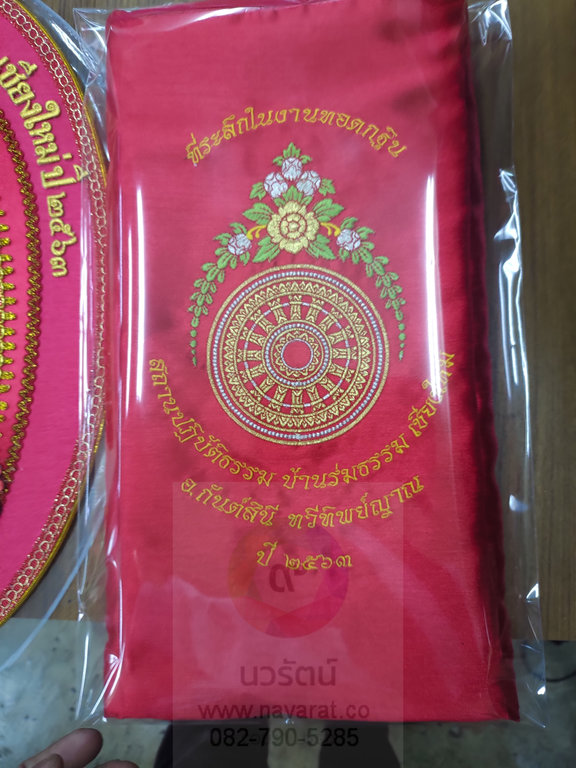 ที่ระลึกในงานทอดกฐิน
สถานปฏิบัติธรรม บ้านร่มธรรม เชียงใหม่
อ.กันต์สินี ทรีทิพย์ญาณ
ปี ๒๕๖๓
เชียงใหม่ ปี ๒๕๖๓
นวรัตน์
www.navarat.co
082-790-5285